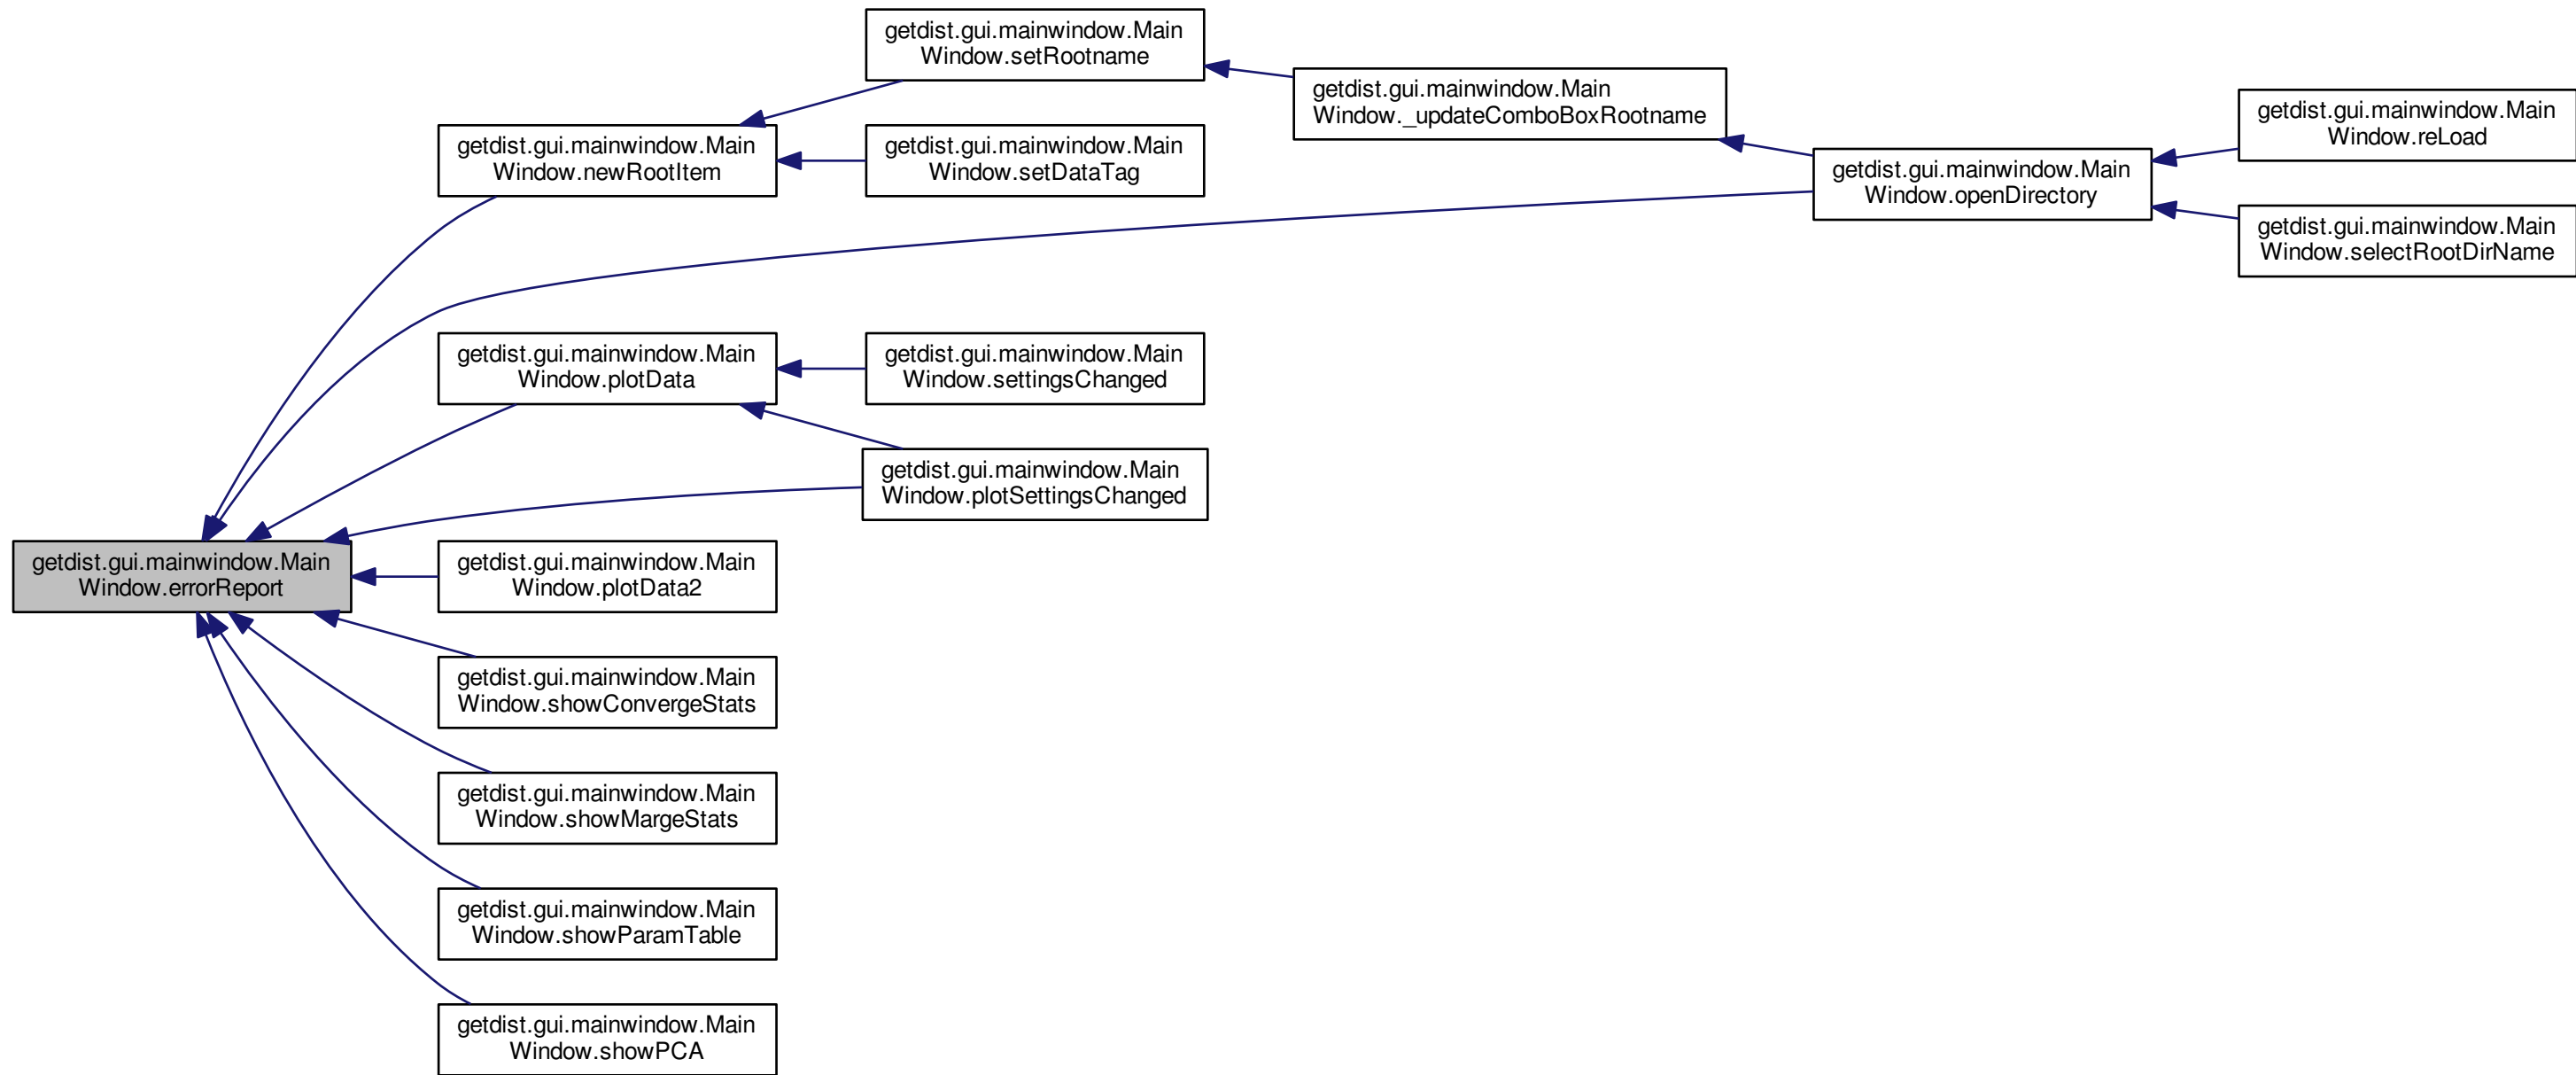 getdist.gui.mainwindow.Main
Window.setRootname
getdist.gui.mainwindow.Main
Window._updateComboBoxRootname
getdist.gui.mainwindow.Main
Window.reLoad
getdist.gui.mainwindow.Main
Window.newRootItem
getdist.gui.mainwindow.Main
Window.setDataTag
getdist.gui.mainwindow.Main
Window.openDirectory
getdist.gui.mainwindow.Main
Window.selectRootDirName
getdist.gui.mainwindow.Main
Window.plotData
getdist.gui.mainwindow.Main
Window.settingsChanged
getdist.gui.mainwindow.Main
Window.plotSettingsChanged
getdist.gui.mainwindow.Main
Window.errorReport
getdist.gui.mainwindow.Main
Window.plotData2
getdist.gui.mainwindow.Main
Window.showConvergeStats
getdist.gui.mainwindow.Main
Window.showMargeStats
getdist.gui.mainwindow.Main
Window.showParamTable
getdist.gui.mainwindow.Main
Window.showPCA